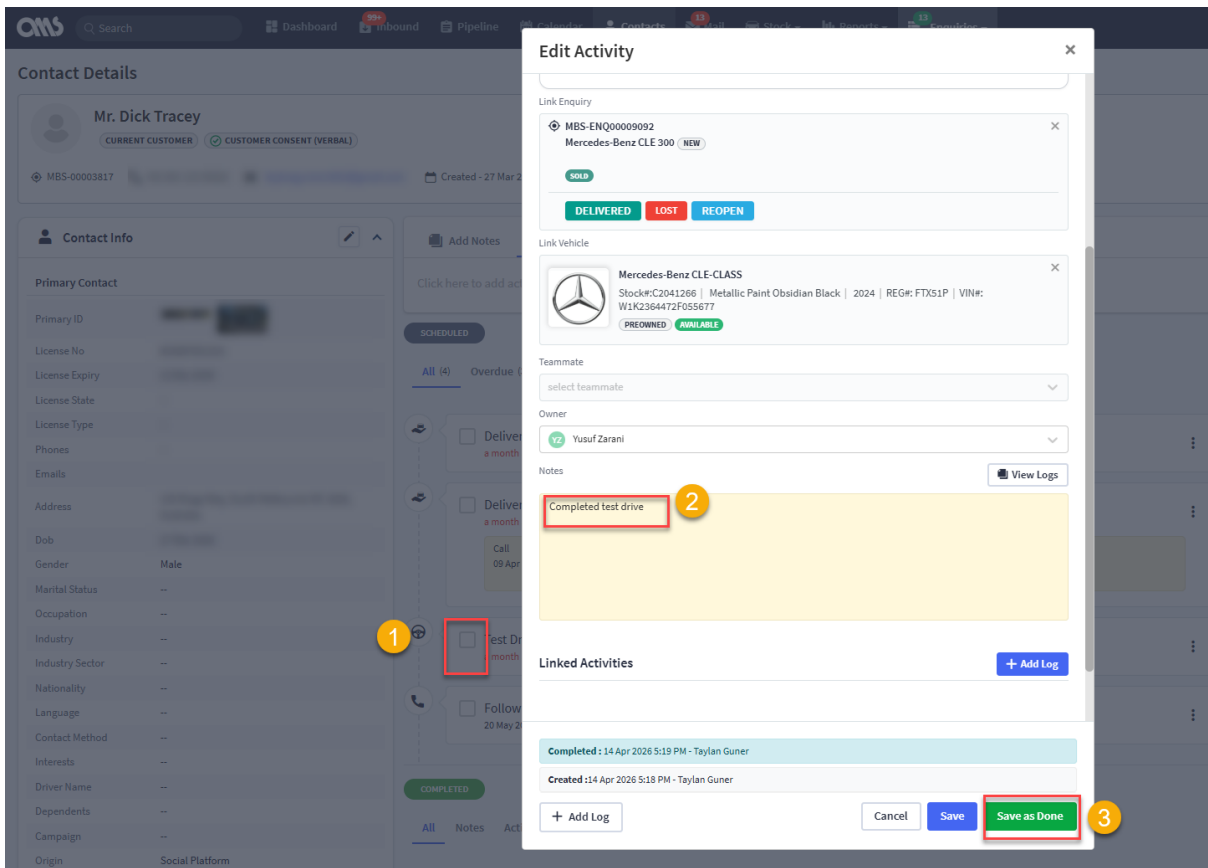 OMS
Search
Dashboard
99+
Inbound
Pipeline
Calendar
Contacts
13
Mail
Stock
Reports
13
Enquiries
Contact Details
Mr. Dick Tracey
CURRENT CUSTOMER
CUSTOMER CONSENT (VERBAL)
MBS-00003817
Created - 27 Mar 2
Contact Info
Primary Contact
Primary ID
License No
License Expiry
License State
License Type
Phones
Emails
Address
Dob
Gender Male
Marital Status --
Occupation --
Industry --
Industry Sector --
Nationality --
Language --
Contact Method --
Interests --
Driver Name --
Dependents --
Campaign --
Origin Social Platform
Add Notes
Click here to add act
SCHEDULED
All (4) Overdue (
Deliver
a month
Deliver
a month
Call
09 Apr
1
Test Dr
a month
Follow
20 May 2
COMPLETED
All Notes Act
Edit Activity
Link Enquiry
MBS-ENQ00009092
Mercedes-Benz CLE 300 NEW
SOLD
DELIVERED LOST REOPEN
Link Vehicle
Mercedes-Benz CLE-CLASS
Stock#:C2041266 | Metallic Paint Obsidian Black | 2024 | REG#: FTX51P | VIN#:
W1K2364472F055677
PREOWNED AVAILABLE
Teammate
select teammate
Owner
YZ Yusuf Zarani
Notes
View Logs
Completed test drive
2
Linked Activities
+ Add Log
Completed : 14 Apr 2026 5:19 PM - Taylan Guner
Created :14 Apr 2026 5:18 PM - Taylan Guner
+ Add Log
Cancel
Save
Save as Done
3